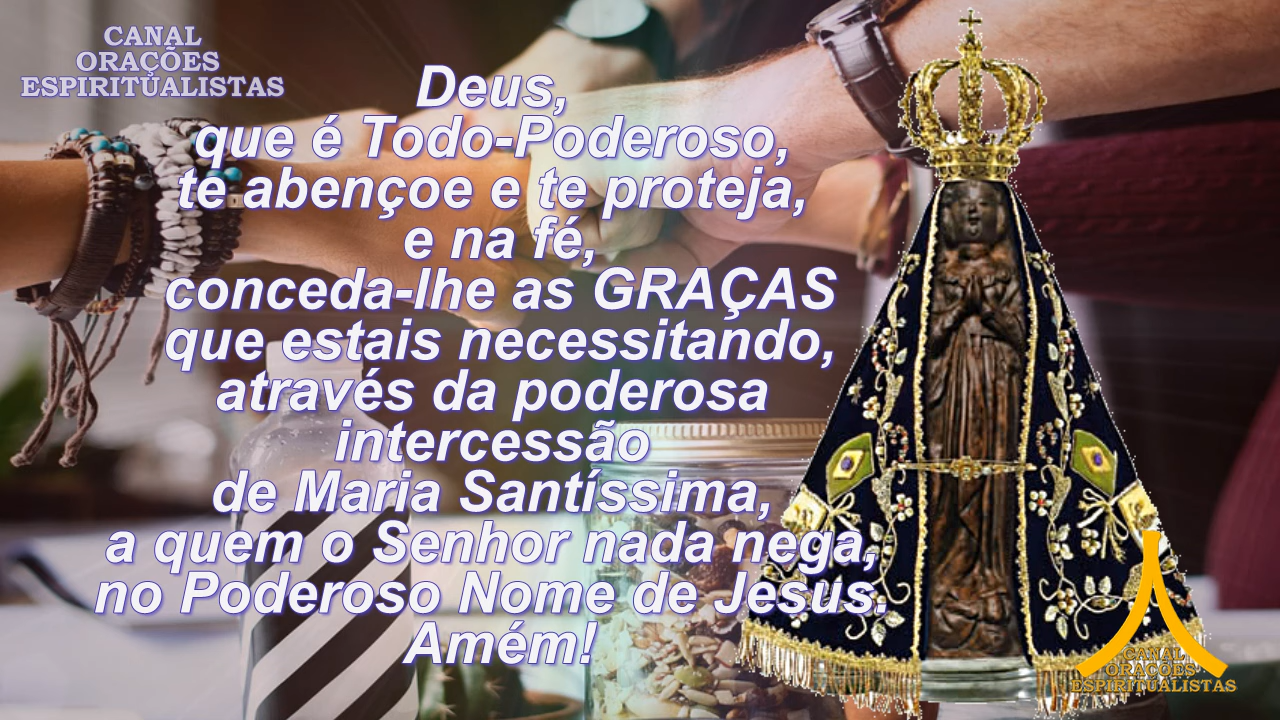 CANAL
ORAÇÕES
ESPIRITUALISTAS
Deus,
que é Todo-Poderoso,
te abençoe e te proteja,
e na fé,
conceda-lhe as GRAÇAS
que estais necessitando,
através da poderosa
intercessão
de Maria Santíssima,
a quem o Senhor nada nega,
no Poderoso Nome de Jesus.
Amém!
CANAL
ORAÇÕES
ESPIRITUALISTAS